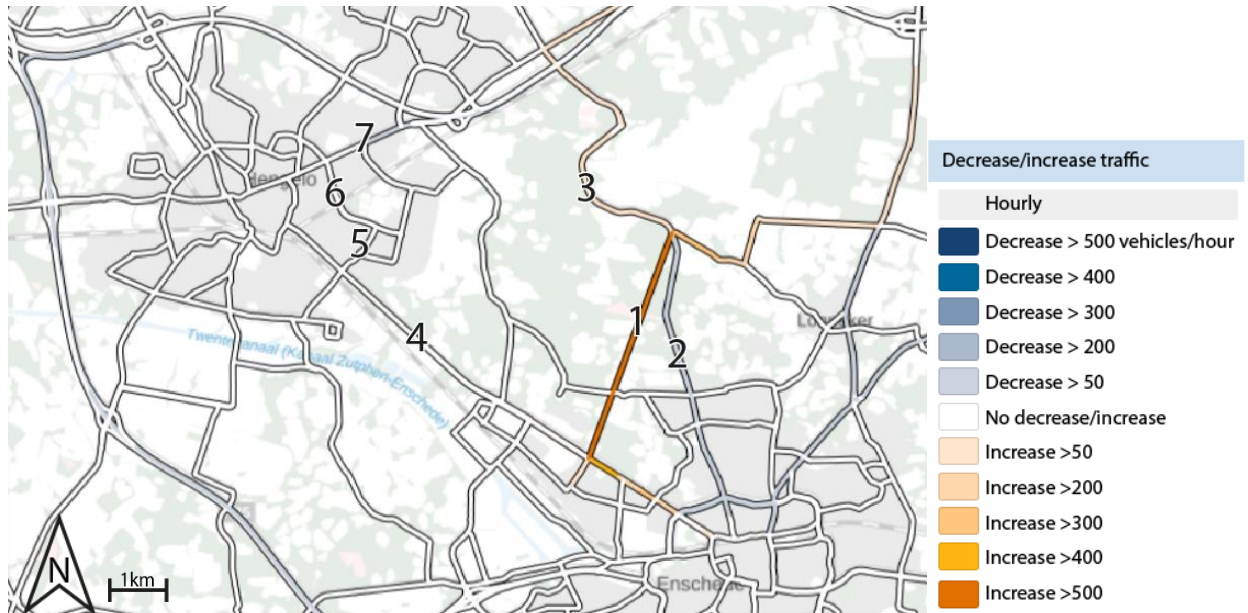 7
Hengelo
6
3
5
1
Lonneker
4
2
Twentekanaal (Kanaal Zutphen-Enschede)
N
1km
Enschede
Decrease/increase traffic
Hourly
Decrease > 500 vehicles/hour
Decrease > 400
Decrease > 300
Decrease > 200
Decrease > 50
No decrease/increase
Increase >50
Increase >200
Increase >300
Increase >400
Increase >500